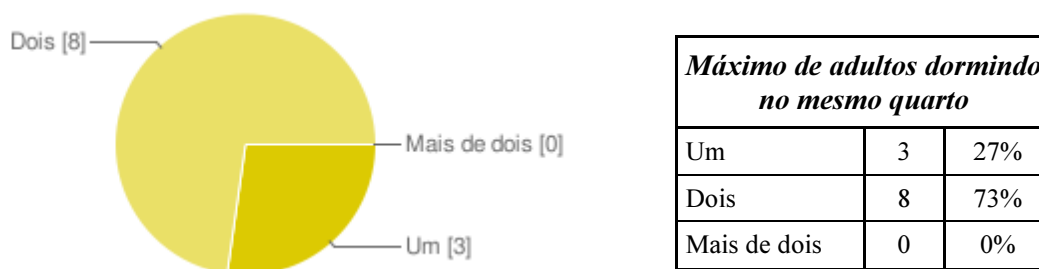 Dois [8]
Mais de dois [0]
Um [3]
Máximo de adultos dormindo
no mesmo quarto
Um 3 27%
Dois 8 73%
Mais de dois 0 0%